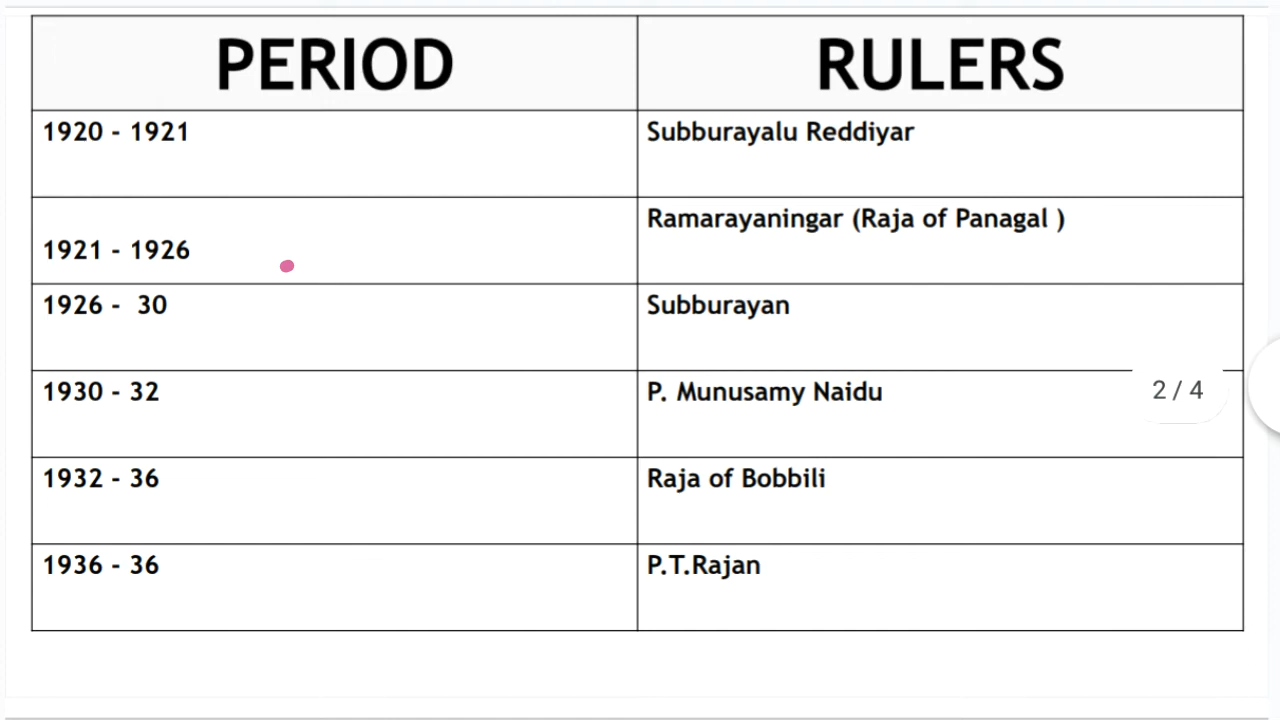 PERIOD RULERS
1920 - 1921 Subburayalu Reddiyar
1921 - 1926 Ramarayaningar (Raja of Panagal )
1926 -  30 Subburayan
1930 - 32 P. Munusamy Naidu
2 / 4
1932 - 36 Raja of Bobbili
1936 - 36 P.T.Rajan